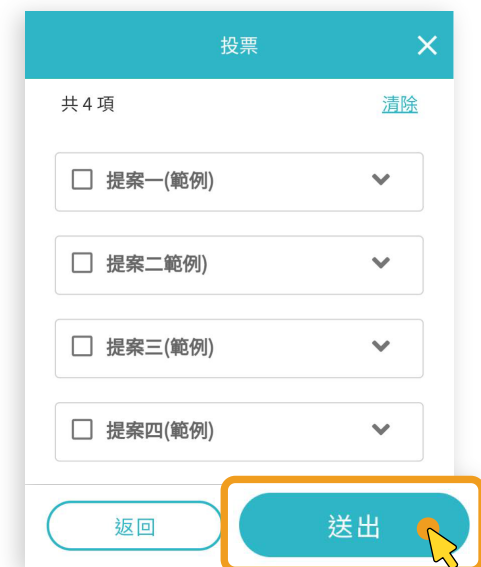 投票
共4項
清除
提案一(範例)
提案二範例)
提案三(範例)
提案四(範例)
返回
送出